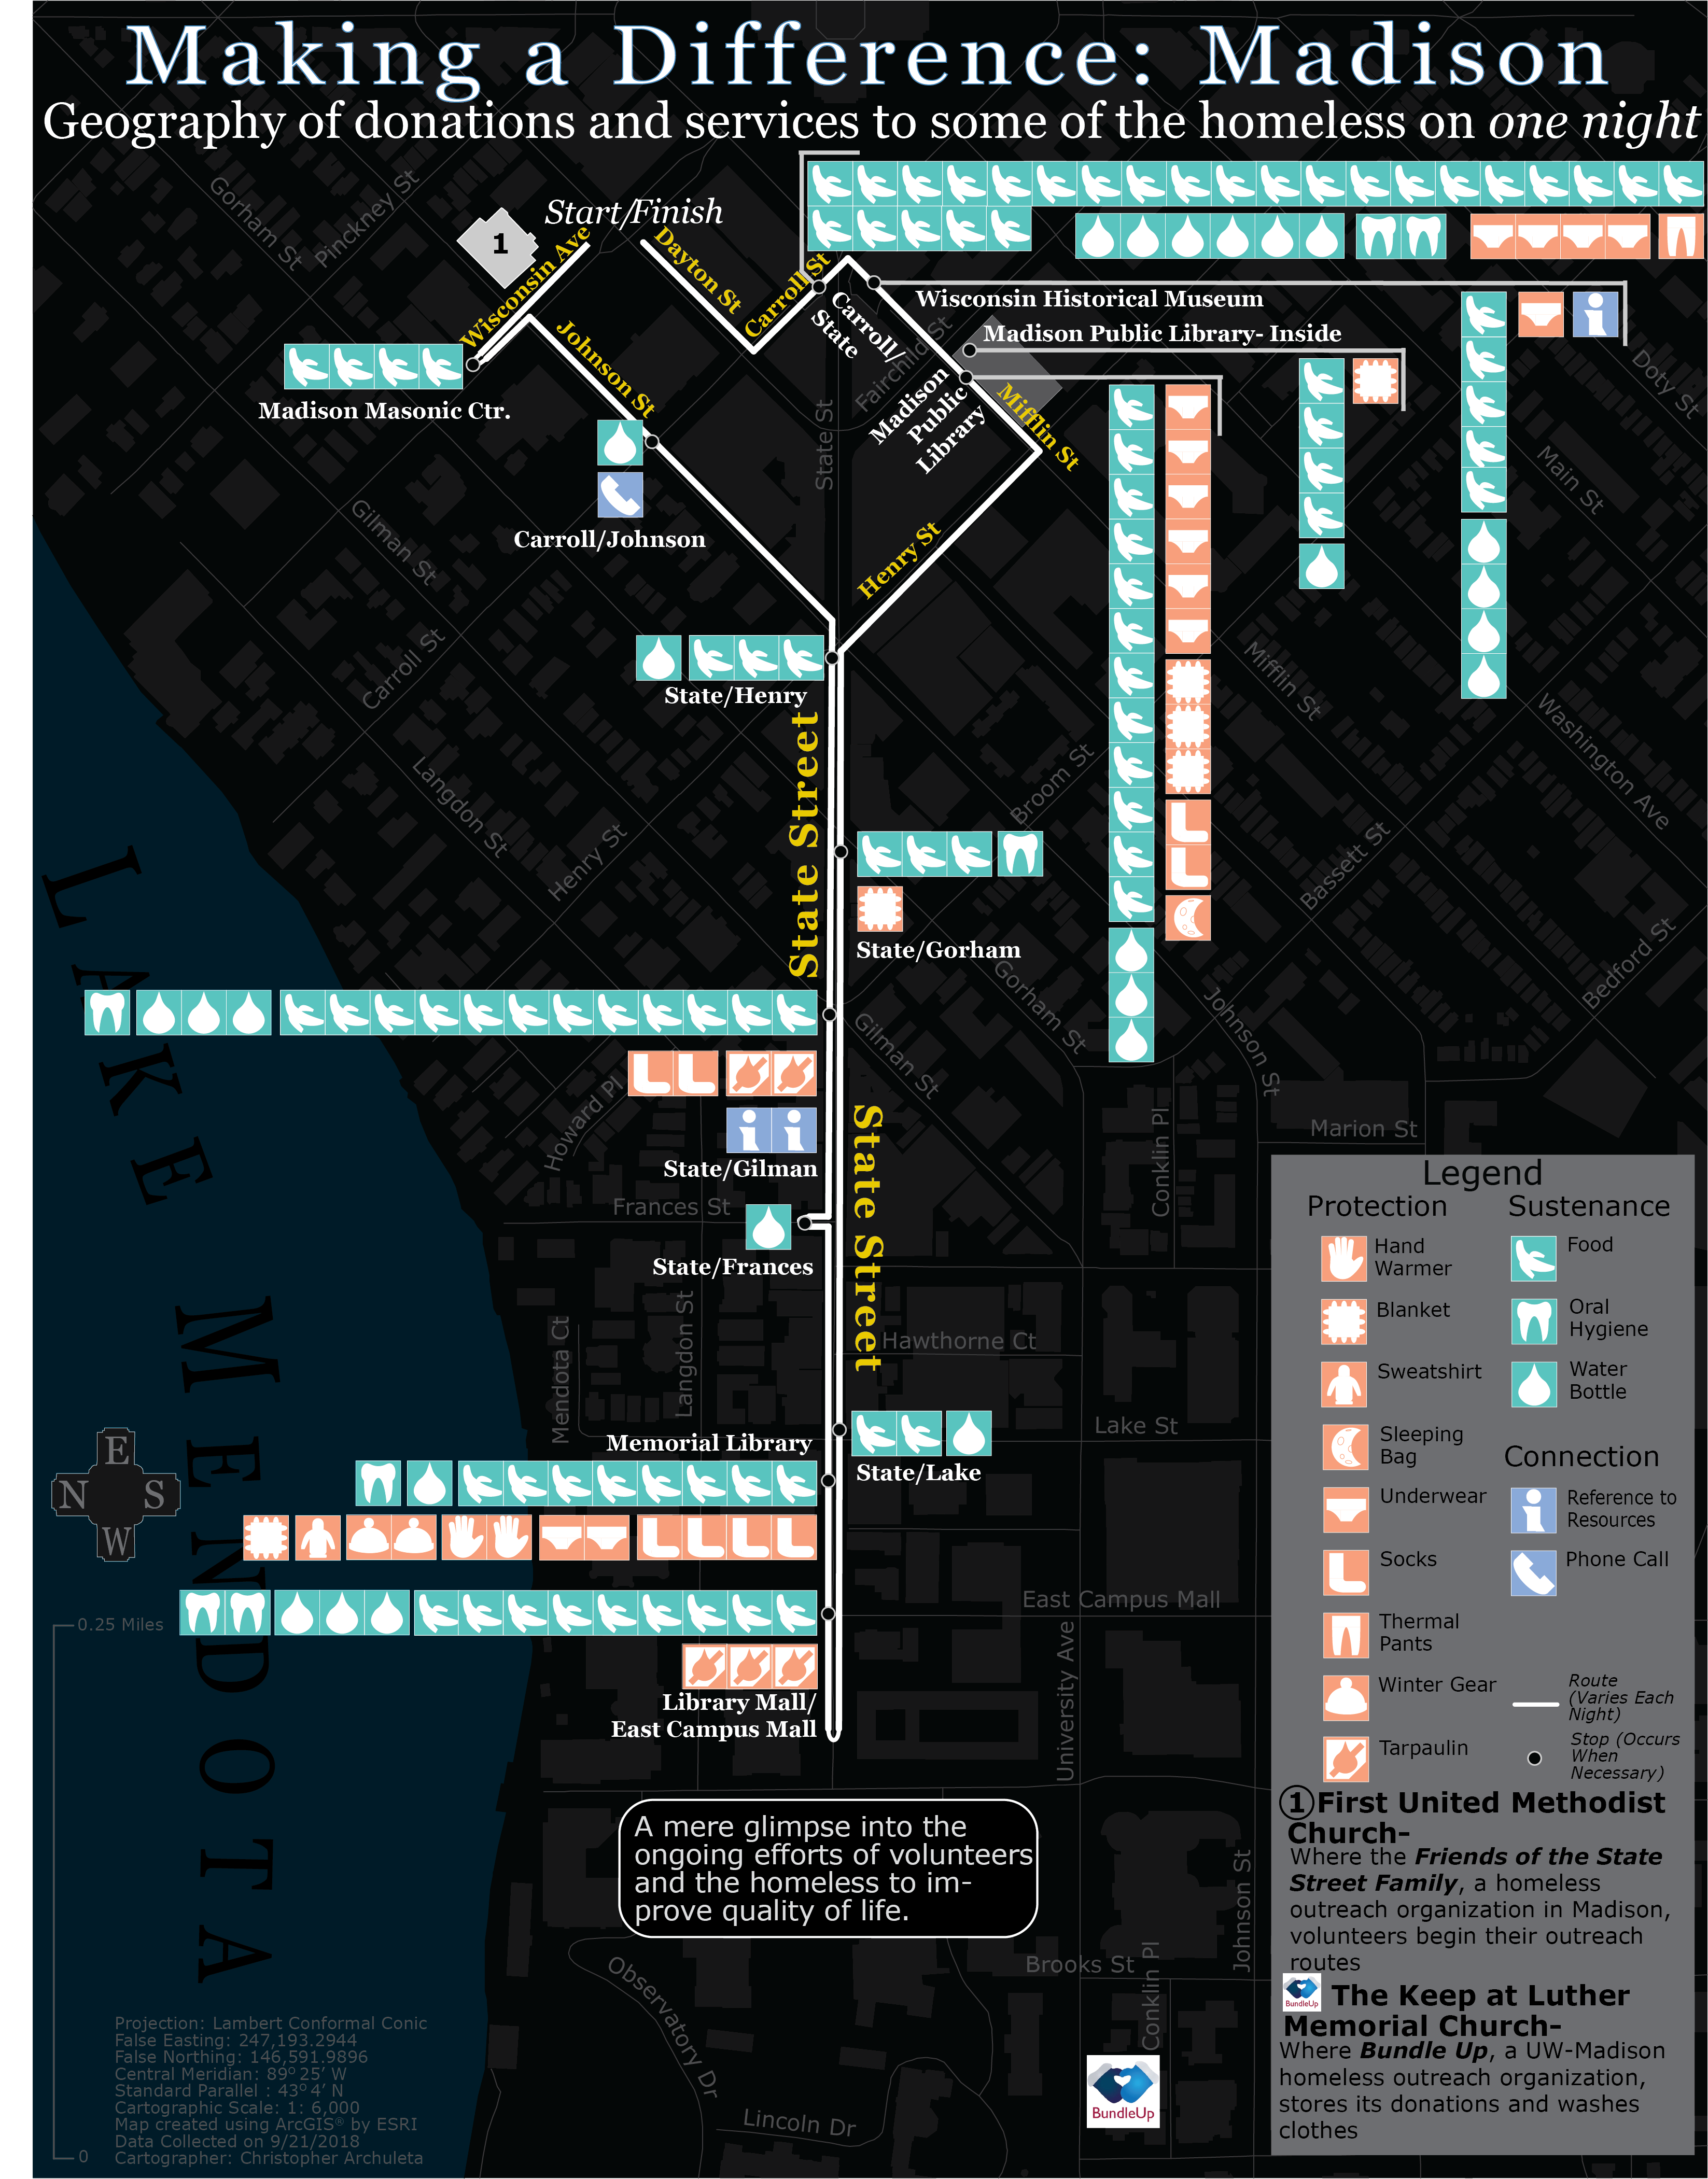 Making a Difference: Madison
Geography of donations and services to some of the homeless on one night
Start/Finish
1
Gorham St
Pinckney St
Wisconsin Ave
Dayton St
Carroll St
Carroll/
State
Wisconsin Historical Museum
Madison Public Library- Inside
Fairchild St
Doty St
Johnson St
Madison Masonic Ctr.
State St
Madison
Public
Library
Mifflin St
Main St
Carroll/Johnson
Gilman St
Henry St
Carroll St
State/Henry
Mifflin St
Washington Ave
State Street
Langdon St
Henry St
Broom St
Bassett St
State/Gorham
Bedford St
Gorham St
Johnson St
Gilman St
LAKE MENDOTA
Howard Pl
State/Gilman
State Street
Conklin Pl
Marion St
Frances St
State/Frances
Mendota Ct
Langdon St
Hawthorne Ct
Lake St
Memorial Library
State/Lake
E
N S
W
East Campus Mall
University Ave
0.25 Miles
Library Mall/
East Campus Mall
A mere glimpse into the
ongoing efforts of volunteers
and the homeless to im-
prove quality of life.
Observatory Dr
Lincoln Dr
Brooks St
Conklin Pl
Johnson St
BundleUp
Legend
Protection
Hand
Warmer
Blanket
Sweatshirt
Sleeping
Bag
Underwear
Socks
Thermal
Pants
Winter Gear
Tarpaulin
Sustenance
Food
Oral
Hygiene
Water
Bottle
Connection
Reference to
Resources
Phone Call
Route
(Varies Each
Night)
Stop (Occurs
When
Necessary)
1 First United Methodist
Church-
Where the Friends of the State
Street Family, a homeless
outreach organization in Madison,
volunteers begin their outreach
routes
BundleUp
The Keep at Luther
Memorial Church-
Where Bundle Up, a UW-Madison
homeless outreach organization,
stores its donations and washes
clothes
Projection: Lambert Conformal Conic
False Easting: 247,193.2944
False Northing: 146,591.9896
Central Meridian: 89º 25’ W
Standard Parallel : 43º 4’ N
Cartographic Scale: 1: 6,000
Map created using ArcGIS® by ESRI
Data Collected on 9/21/2018
Cartographer: Christopher Archuleta
0